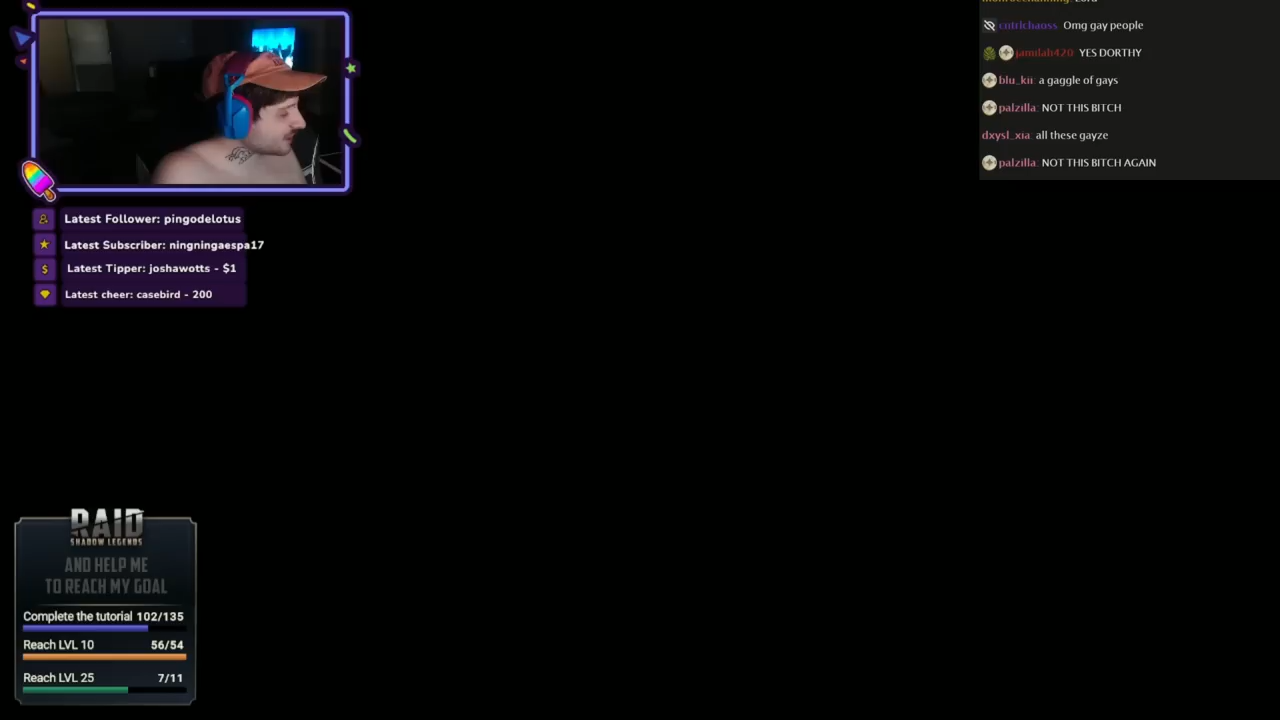 cntrlchaoss: Omg gay people
jamilah420: YES DORTHY
blu_kii: a gaggle of gays
palzilla: NOT THIS BITCH
dxysl_xia: all these gayze
palzilla: NOT THIS BITCH AGAIN
Latest Follower: pingodelotus
Latest Subscriber: ningningaespa17
$ Latest Tipper: joshawotts - $1
Latest cheer: casebird - 200
RAID
SHADOW LEGENDS
AND HELP ME
TO REACH MY GOAL
Complete the tutorial 102/135
Reach LVL 10 56/54
Reach LVL 25 7/11